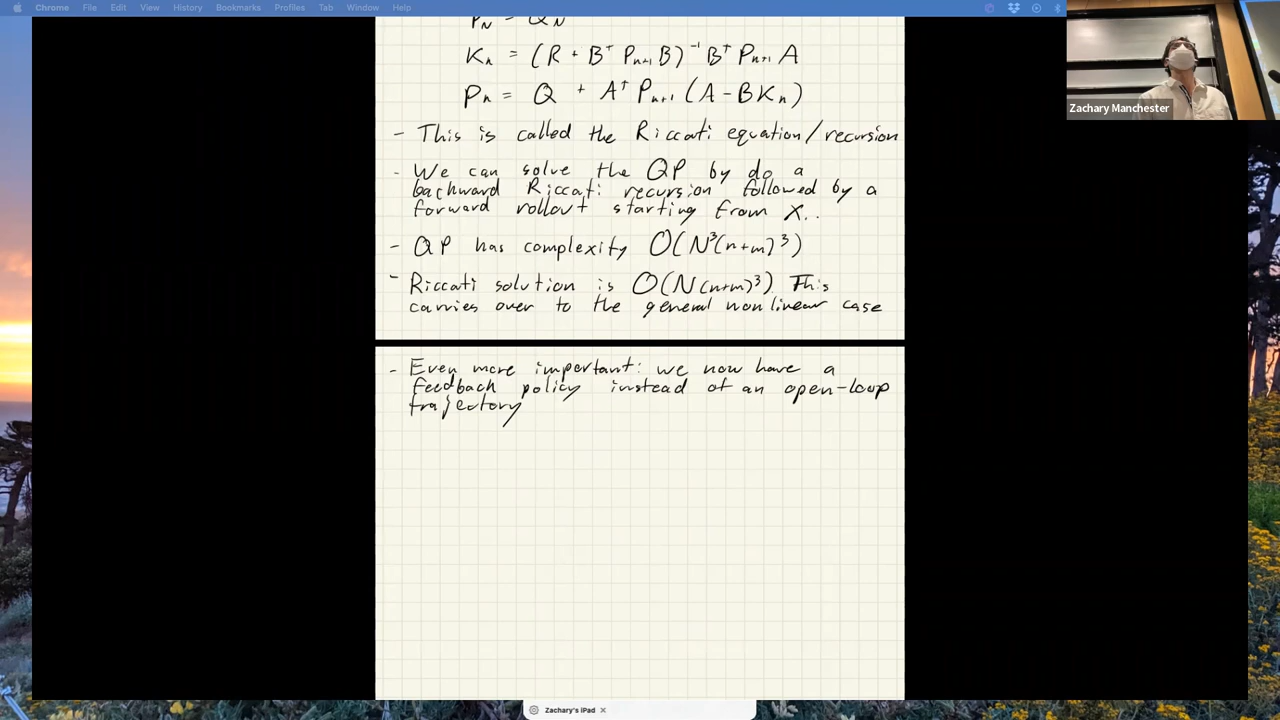 Chrome File Edit View History Bookmarks Profiles Tab Window Help
P_N = Q_N
K_n = (R + B^T P_{n+1} B)^{-1} B^T P_{n+1} A
P_n = Q + A^T P_{n+1} (A - BK_n)
- This is called the Riccati equation/recursion
- We can solve the QP by do a
backward Riccati recursion followed by a
forward rollout starting from X.
- QP has complexity O(N^3(n+m)^3)
- Riccati solution is O(N(n+m)^3). This
carries over to the general nonlinear case
- Even more important: we now have a
feedback policy instead of an open-loop
trajectory
Zachary Manchester
Zachary's iPad